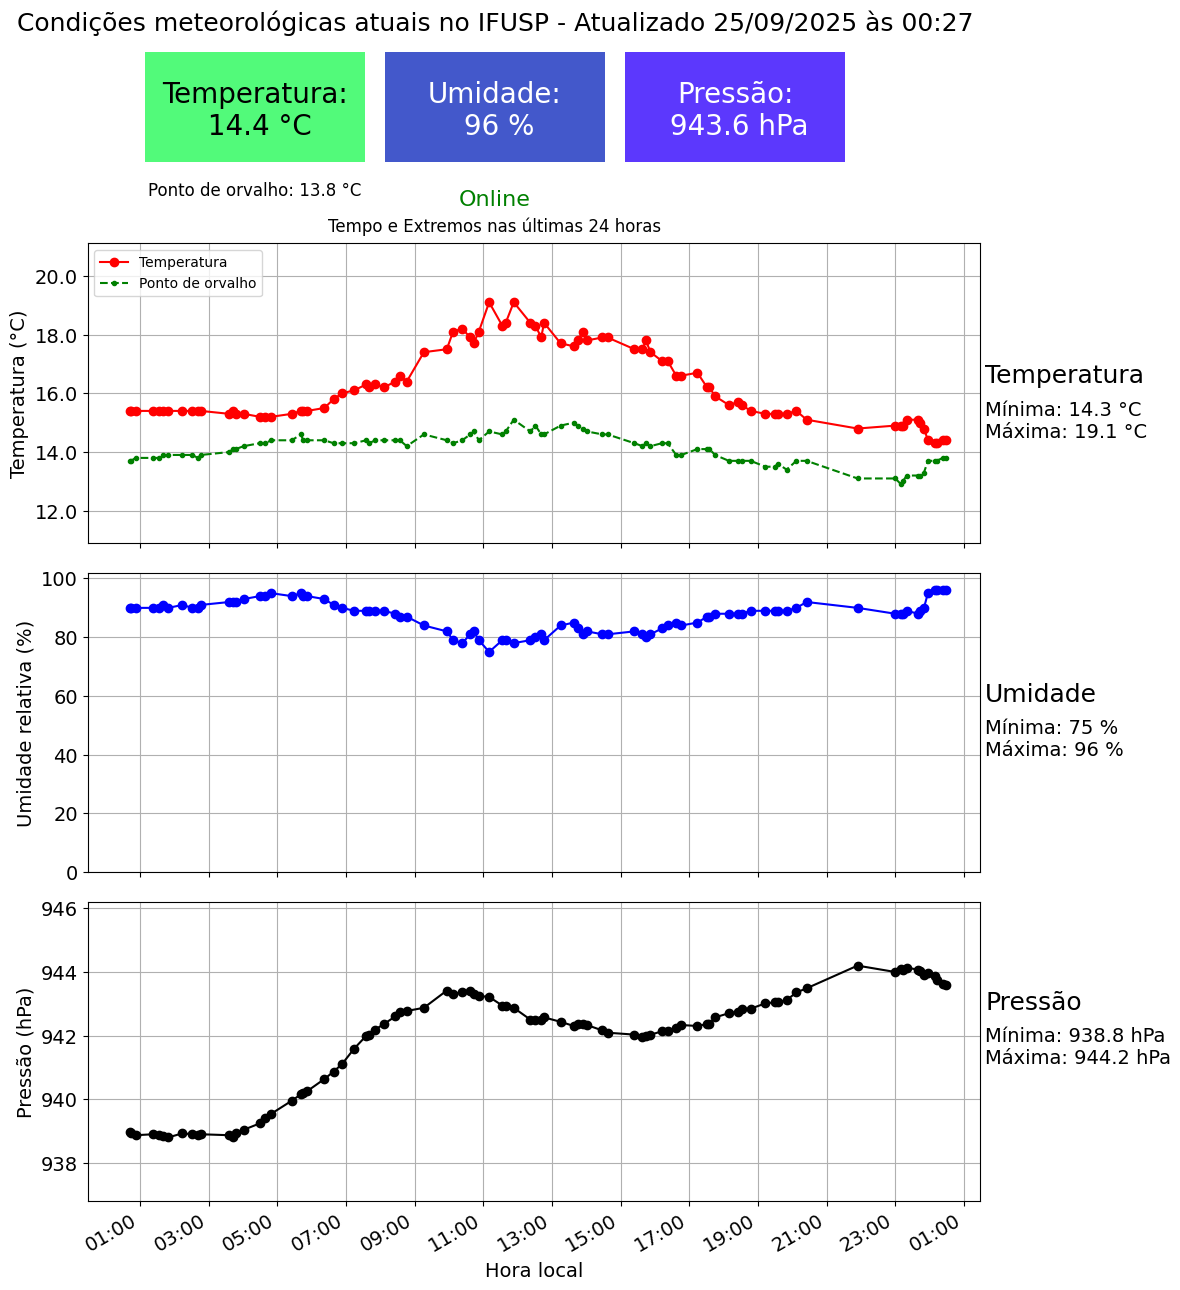 Condições meteorológicas atuais no IFUSP - Atualizado 25/09/2025 às 00:27
Temperatura:
14.4 °C
Umidade:
96 %
Pressão:
943.6 hPa
Ponto de orvalho: 13.8 °C
Online
Tempo e Extremos nas últimas 24 horas
Temperatura
Ponto de orvalho
Temperatura (°C)
20.0
18.0
16.0
14.0
12.0
Temperatura
Mínima: 14.3 °C
Máxima: 19.1 °C
Umidade relativa (%)
100
80
60
40
20
0
Umidade
Mínima: 75 %
Máxima: 96 %
Pressão (hPa)
946
944
942
940
938
Pressão
Mínima: 938.8 hPa
Máxima: 944.2 hPa
01:00 03:00 05:00 07:00 09:00 11:00 13:00 15:00 17:00 19:00 21:00 23:00 01:00
Hora local